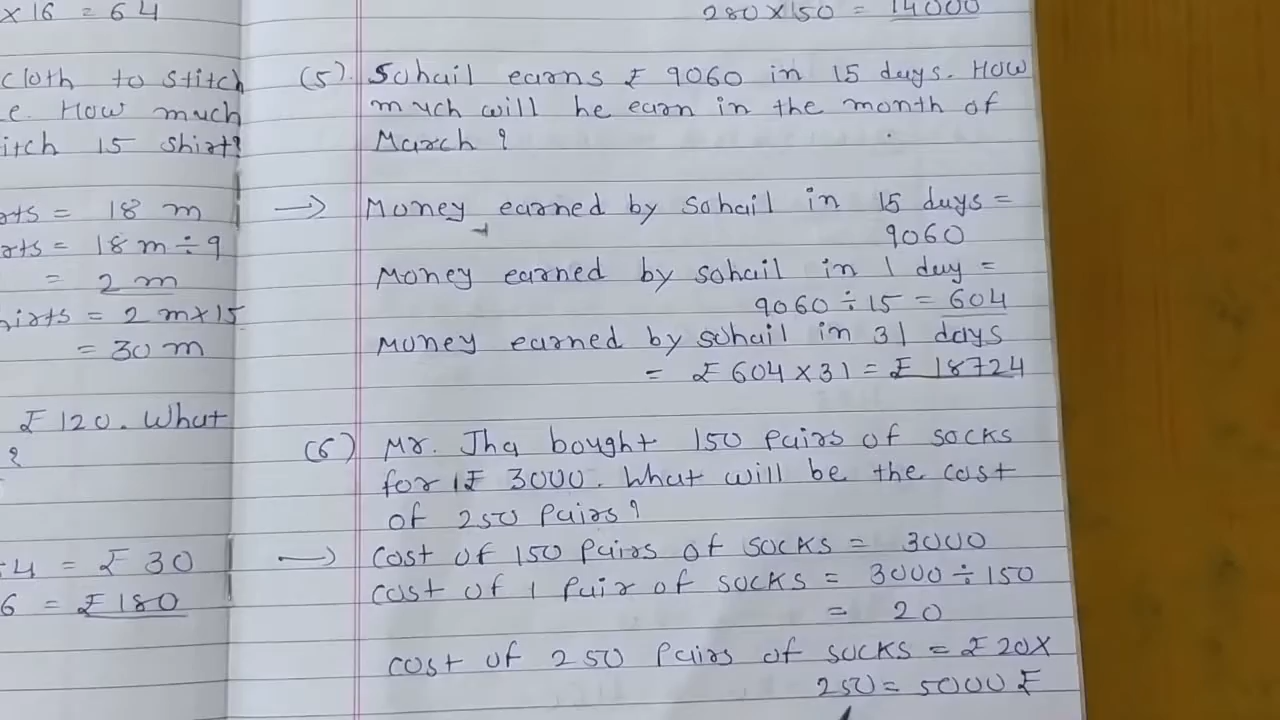 x 16 = 64
cloth to stitch
e. How much
itch 15 shirt?
rts = 18 m
rts = 18 m ÷ 9
= 2 m
hirts = 2 m x 15
= 30 m
₹ 120. What
?
4 = ₹ 30
6 = ₹ 180
280 x 150 = 14000
(5) Sohail earns ₹ 9060 in 15 days. How
much will he earn in the month of
March ?
→ Money earned by Sohail in 15 days =
9060
Money earned by sohail in 1 day =
9060 ÷ 15 = 604
Money earned by sohail in 31 days
= ₹ 604 x 31 = ₹ 18724
(6) Mr. Jha bought 150 pairs of socks
for ₹ 3000. What will be the cost
of 250 pairs ?
→ cost of 150 pairs of socks = 3000
cost of 1 pair of socks = 3000 ÷ 150
= 20
cost of 250 pairs of socks = ₹ 20 x
250 = 5000 ₹